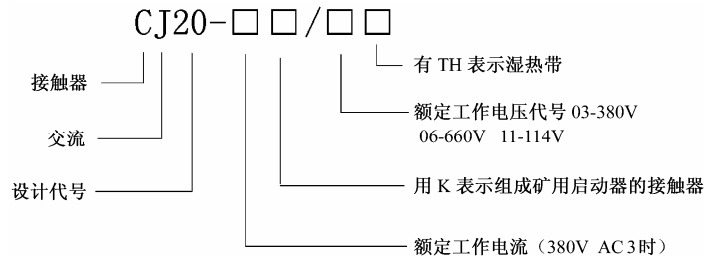 CJ20-□□/□□
有 TH 表示湿热带
接触器
额定工作电压代号 03-380V
06-660V 11-114V
交流
设计代号
用 K 表示组成矿用启动器的接触器
额定工作电流（380V AC3时）